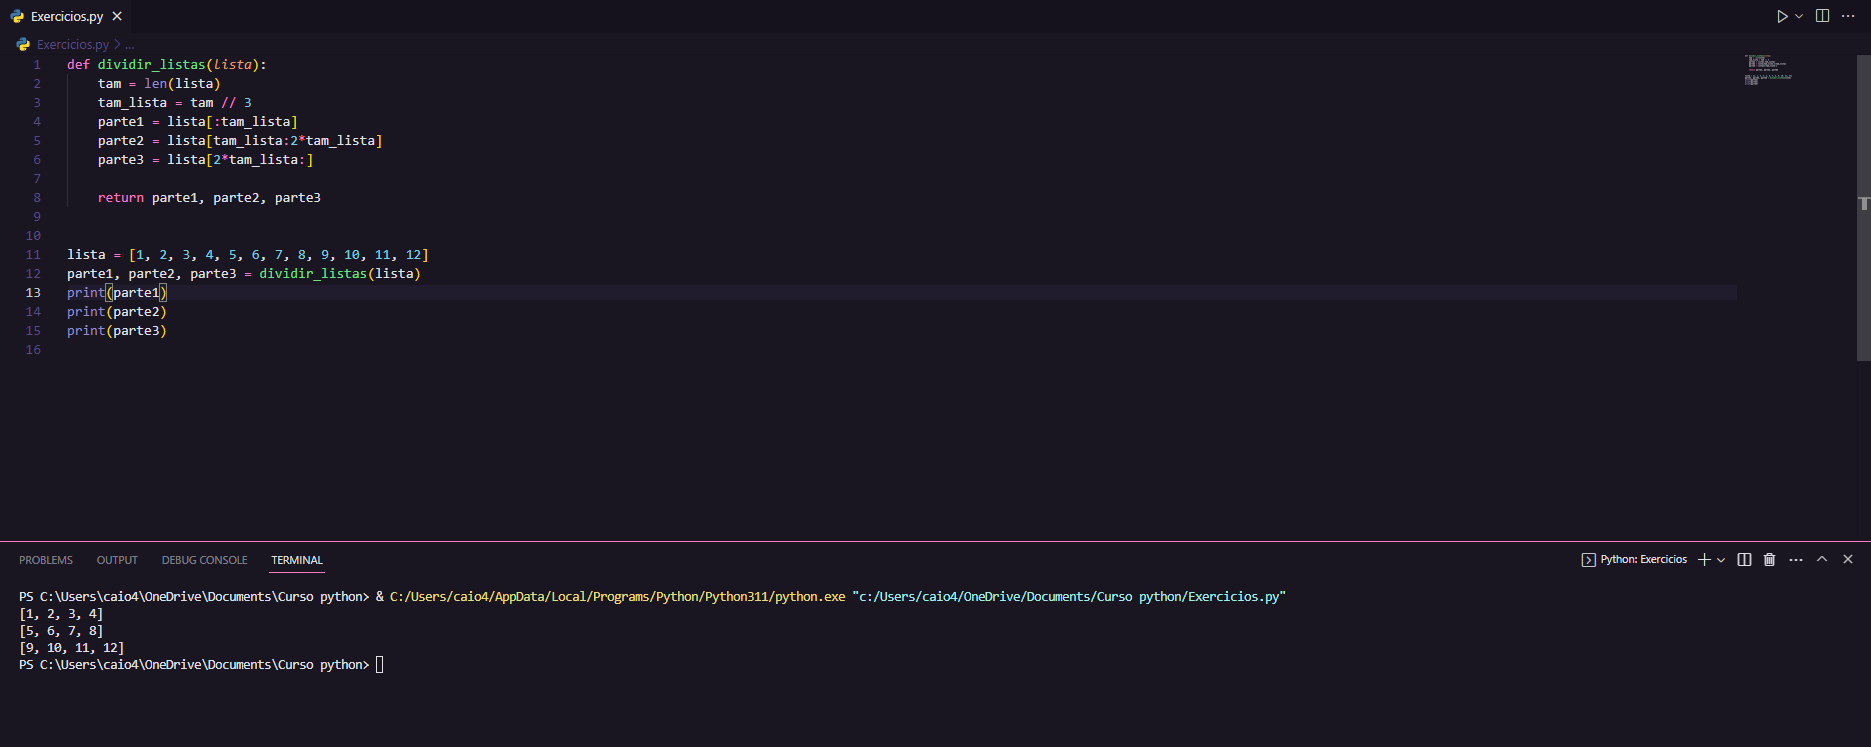 Exercicios.py
Exercicios.py > ...
1 def dividir_listas(lista):
2     tam = len(lista)
3     tam_lista = tam // 3
4     parte1 = lista[:tam_lista]
5     parte2 = lista[tam_lista:2*tam_lista]
6     parte3 = lista[2*tam_lista:]
7
8     return parte1, parte2, parte3
9
10
11 lista = [1, 2, 3, 4, 5, 6, 7, 8, 9, 10, 11, 12]
12 parte1, parte2, parte3 = dividir_listas(lista)
13 print(parte1)
14 print(parte2)
15 print(parte3)
16
PROBLEMS OUTPUT DEBUG CONSOLE TERMINAL Python: Exercicios
PS C:\Users\caio4\OneDrive\Documents\Curso python> & C:/Users/caio4/AppData/Local/Programs/Python/Python311/python.exe "c:/Users/caio4/OneDrive/Documents/Curso python/Exercicios.py"
[1, 2, 3, 4]
[5, 6, 7, 8]
[9, 10, 11, 12]
PS C:\Users\caio4\OneDrive\Documents\Curso python>